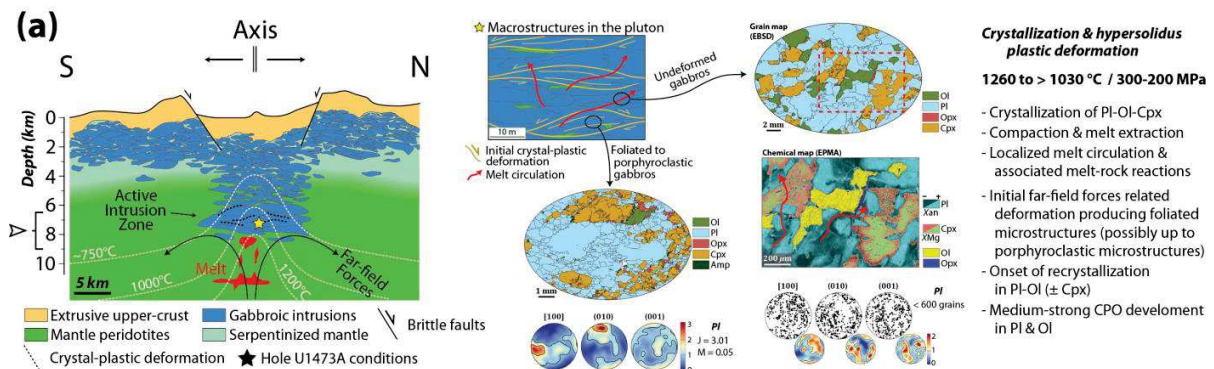 (a)
Axis
S
N
Depth (km)
0
2
4
6
8
10
Active
Intrusion
Zone
~750°C
1000°C
1200°C
Melt
Far-field
Forces
5 km
Extrusive upper-crust
Gabbroic intrusions
Mantle peridotites
Serpentinized mantle
Brittle faults
Crystal-plastic deformation
Hole U1473A conditions
Macrostructures in the pluton
10 m
Initial crystal-plastic
deformation
Melt circulation
Undeformed
gabbros
Foliated to
porphyroclastic
gabbros
Ol
Pl
Opx
Cpx
Amp
1 mm
[100]
(010)
(001)
3
2
1
0
Pl
J = 3.01
M = 0.05
Grain map
(EBSD)
Ol
Pl
Opx
Cpx
2 mm
Chemical map (EPMA)
- +
Pl
Xan
Cpx
XMg
Ol
Opx
200 µm
[100]
(010)
(001)
Pl
< 600 grains
2
1
0
Crystallization & hypersolidus
plastic deformation
1260 to > 1030 °C / 300-200 MPa
- Crystallization of Pl-Ol-Cpx
- Compaction & melt extraction
- Localized melt circulation &
associated melt-rock reactions
- Initial far-field forces related
deformation producing foliated
microstructures (possibly up to
porphyroclastic microstructures)
- Onset of recrystallization
in Pl-Ol (± Cpx)
- Medium-strong CPO develoment
in Pl & Ol